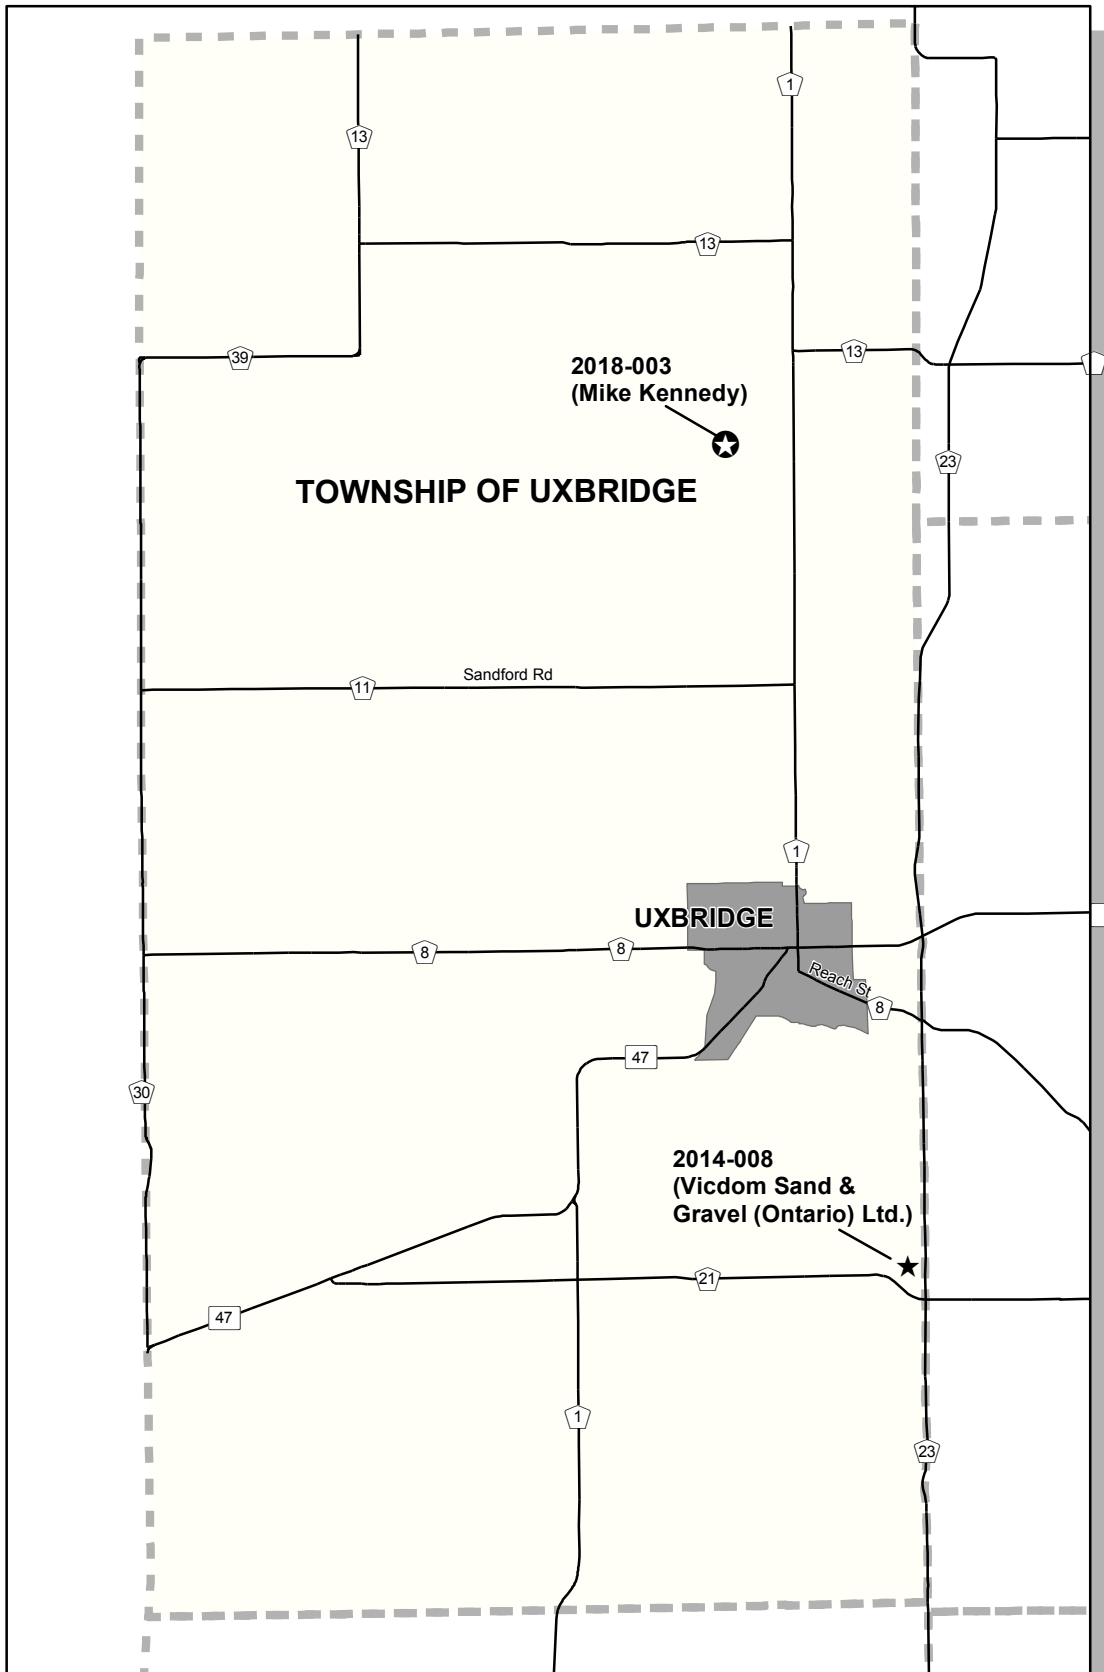 1
13
13
39
13
2018-003
(Mike Kennedy)
23
TOWNSHIP OF UXBRIDGE
Sandford Rd
11
1
UXBRIDGE
8
8
Reach St
8
47
30
2014-008
(Vicdom Sand &
Gravel (Ontario) Ltd.)
21
47
1
23